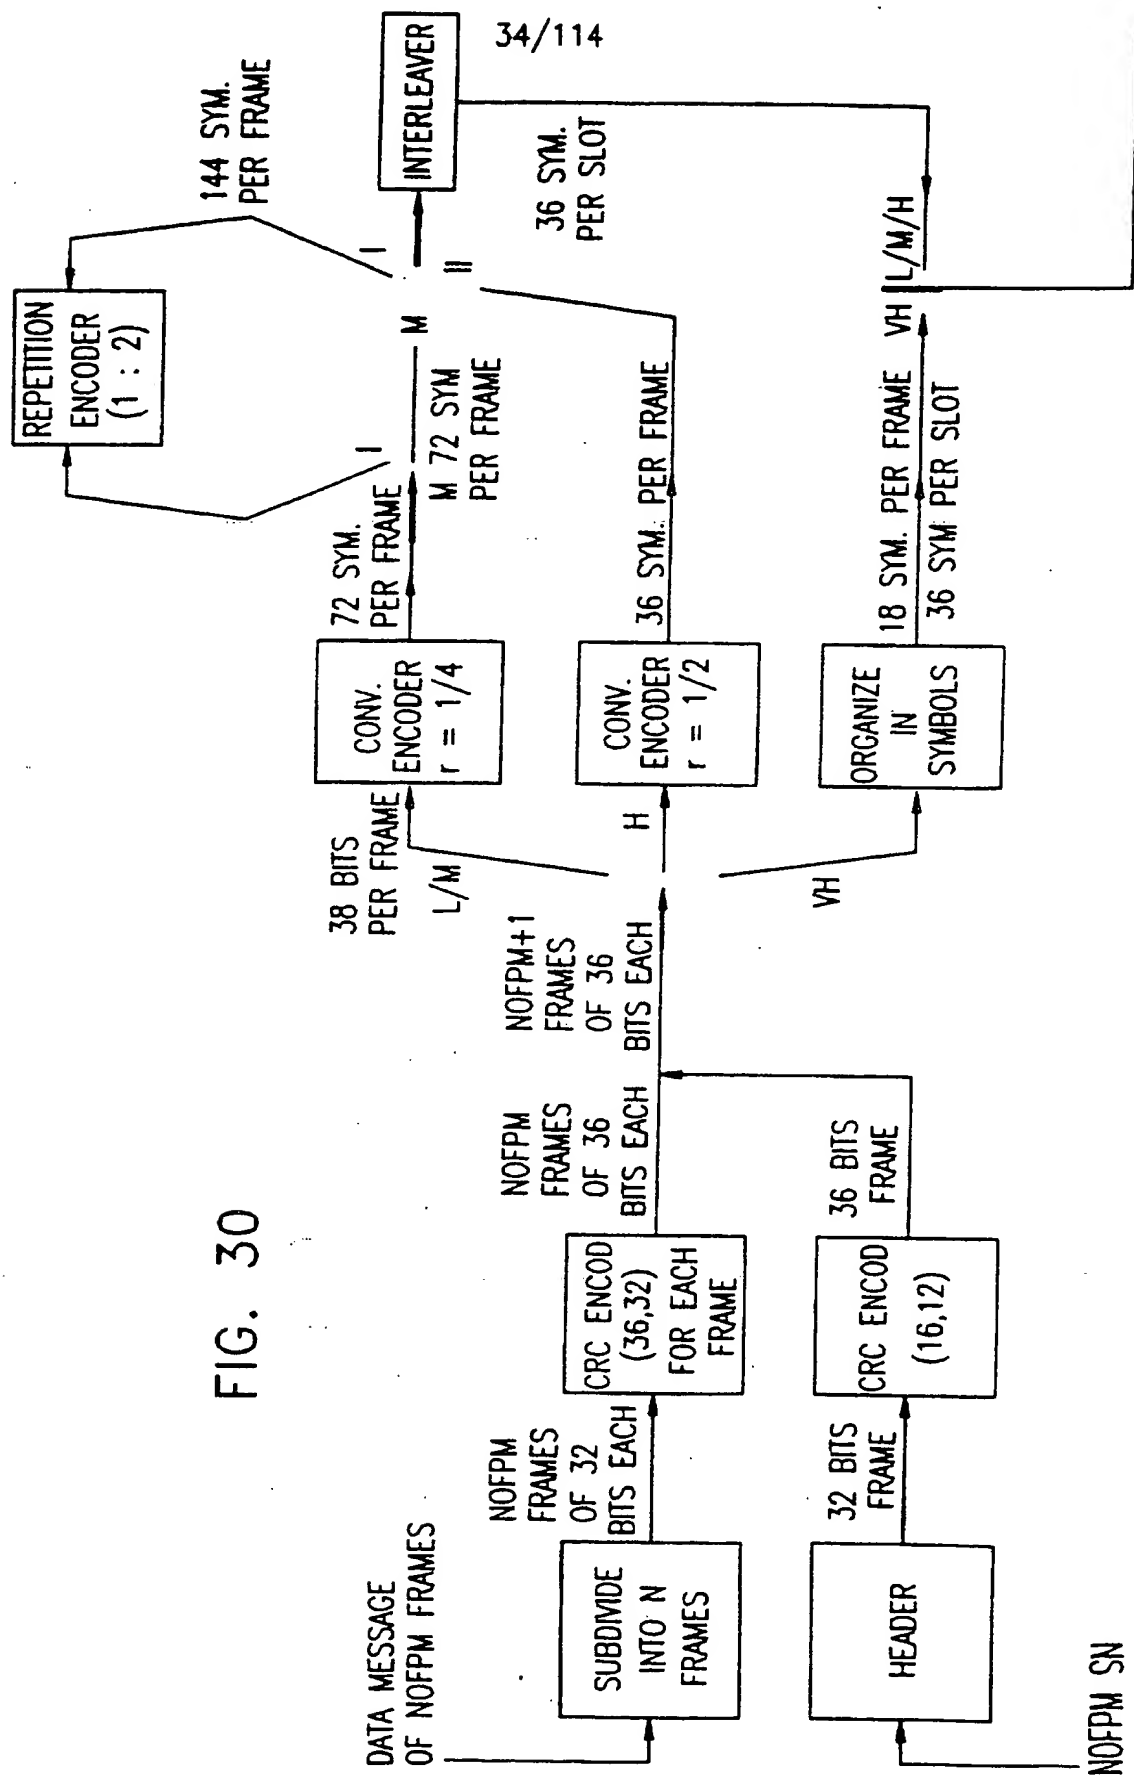 34/114
FIG. 30
DATA MESSAGE
OF NOFPM FRAMES
SUBDIVIDE
INTO N
FRAMES
NOFPM
FRAMES
OF 32
BITS EACH
CRC ENCOD
(36,32)
FOR EACH
FRAME
NOFPM
FRAMES
OF 36
BITS EACH
NOFPM+1
FRAMES
OF 36
BITS EACH
NOFPM SN
HEADER
32 BITS
FRAME
CRC ENCOD
(16,12)
36 BITS
FRAME
L/M
38 BITS
PER FRAME
H
VH
CONV.
ENCODER
r = 1/4
72 SYM.
PER FRAME
I
REPETITION
ENCODER
(1 : 2)
144 SYM.
PER FRAME
I
M 72 SYM
PER FRAME
M
II
INTERLEAVER
36 SYM.
PER SLOT
CONV.
ENCODER
r = 1/2
36 SYM. PER FRAME
ORGANIZE
IN
SYMBOLS
18 SYM. PER FRAME
36 SYM PER SLOT
VH
L/M/H